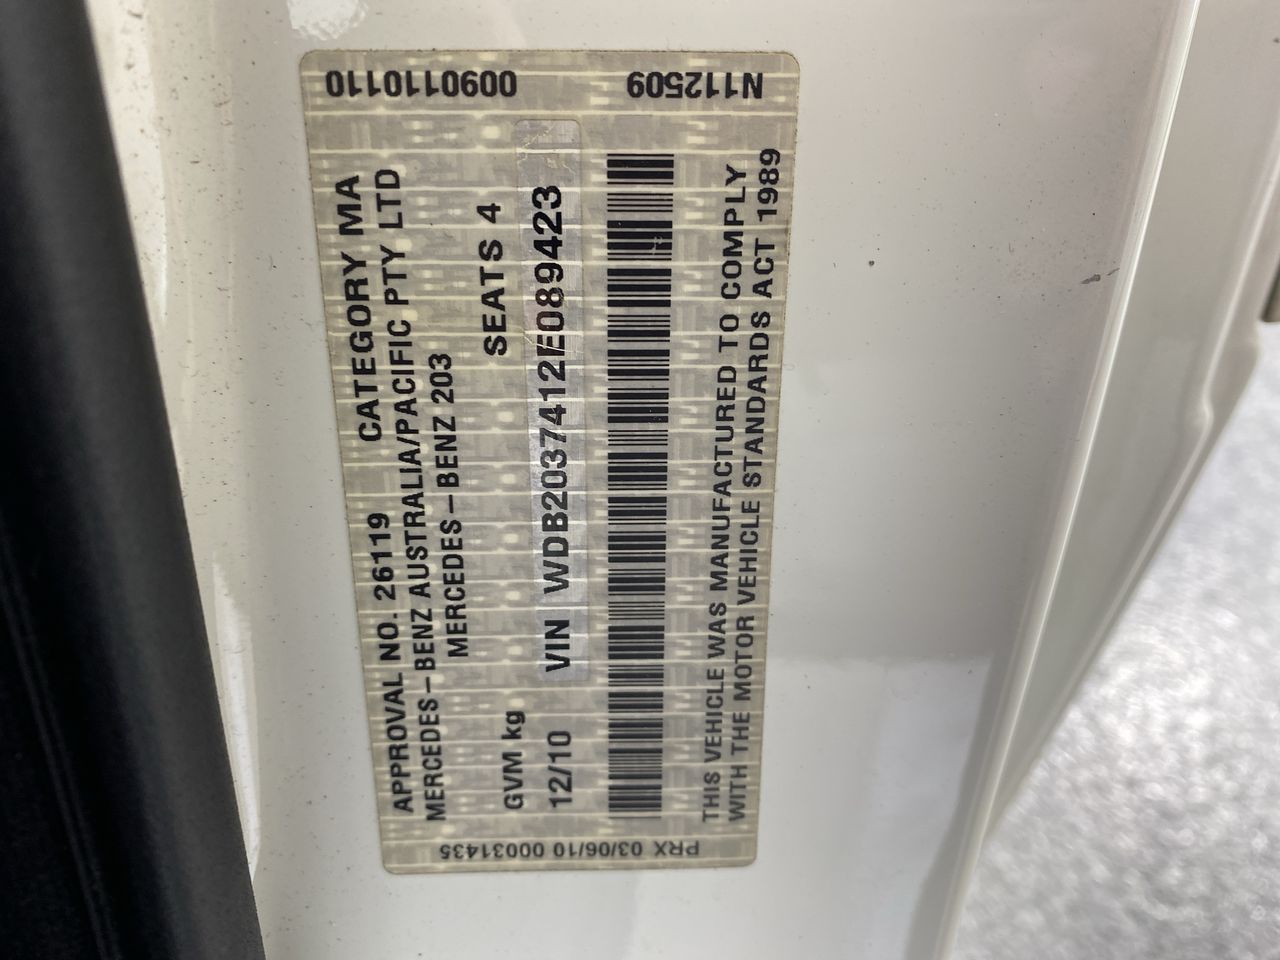 APPROVAL NO. 26119 CATEGORY MA
MERCEDES-BENZ AUSTRALIA/PACIFIC PTY LTD
MERCEDES-BENZ 203
GVM kg SEATS 4
12/10 VIN WDB2037412E089423
THIS VEHICLE WAS MANUFACTURED TO COMPLY
WITH THE MOTOR VEHICLE STANDARDS ACT 1989
00901101110
N112509
PRX 03/06/10 00031435